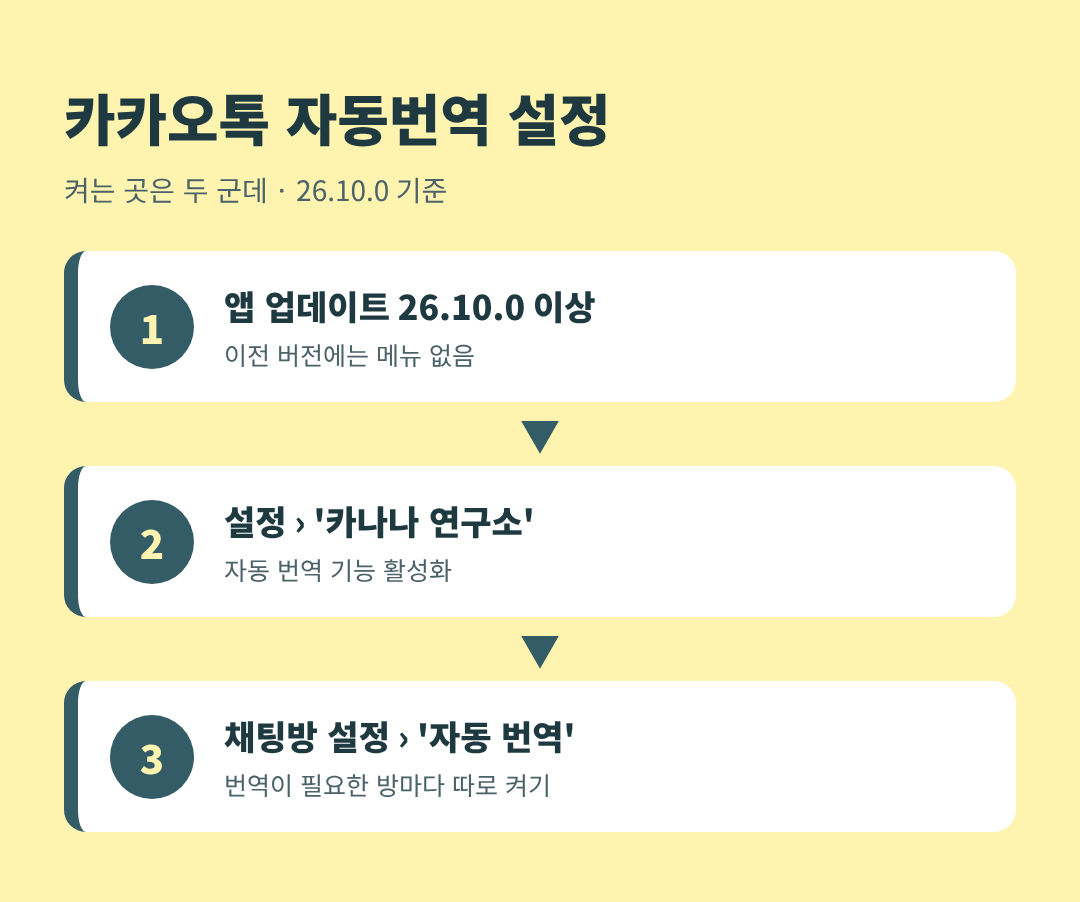 카카오톡 자동번역 설정
켜는 곳은 두 군데 · 26.10.0 기준
1
앱 업데이트 26.10.0 이상
이전 버전에는 메뉴 없음
2
설정 › '카나나 연구소'
자동 번역 기능 활성화
3
채팅방 설정 › '자동 번역'
번역이 필요한 방마다 따로 켜기